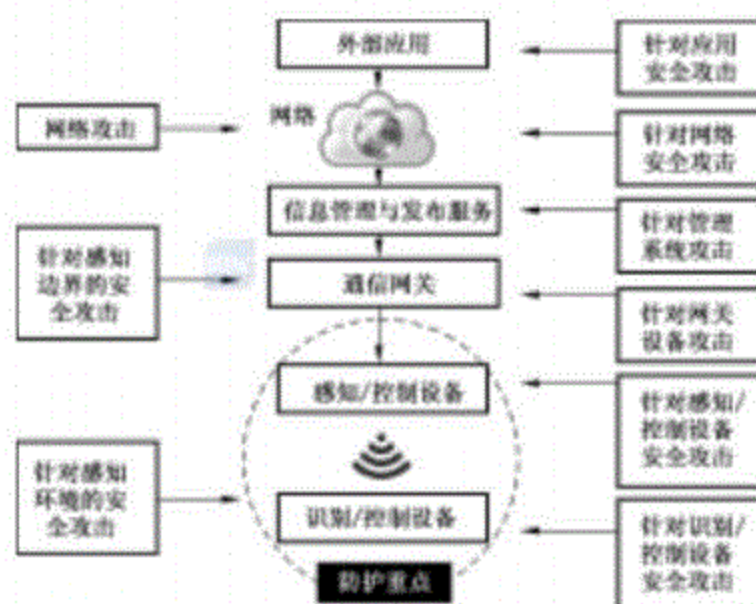 外部应用
针对应用
安全攻击
网络攻击
网络
针对网络
安全攻击
信息管理与发布服务
针对管理
系统攻击
针对感知
边界的安
全攻击
通信网关
针对网关
设备攻击
感知/控制设备
针对感知/
控制设备
安全攻击
针对感知
环境的安
全攻击
识别/控制设备
针对识别/
控制设备
安全攻击
防护重点